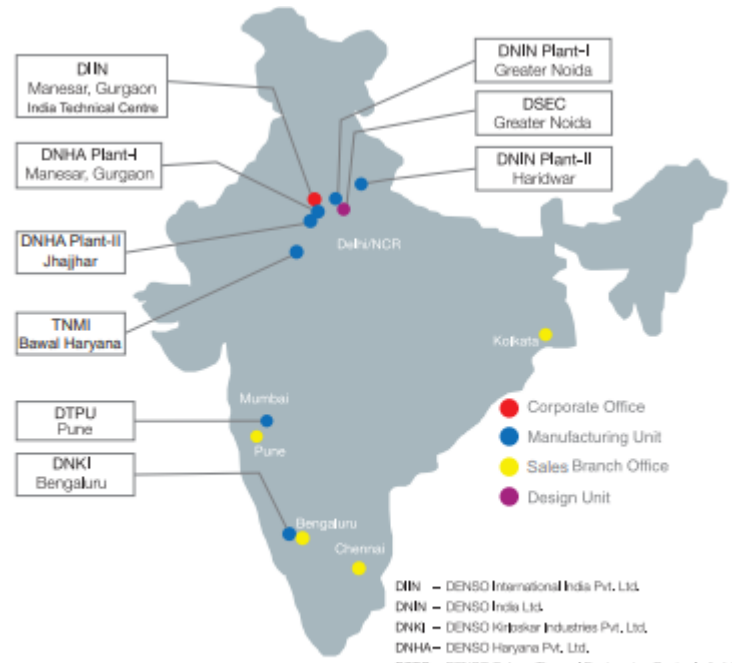 DIIN
Manesar, Gurgaon
India Technical Centre
DNHA Plant-I
Manesar, Gurgaon
DNHA Plant-II
Jhajjhar
TNMI
Bawal Haryana
DTPU
Pune
DNKI
Bengaluru
DNIN Plant-I
Greater Noida
DSEC
Greater Noida
DNIN Plant-II
Haridwar
Delhi/NCR
Kolkata
Mumbai
Pune
Bengaluru
Chennai
Corporate Office
Manufacturing Unit
Sales Branch Office
Design Unit
DIIN – DENSO International India Pvt. Ltd.
DNIN – DENSO India Ltd.
DNKI – DENSO Kirloskar Industries Pvt. Ltd.
DNHA– DENSO Haryana Pvt. Ltd.